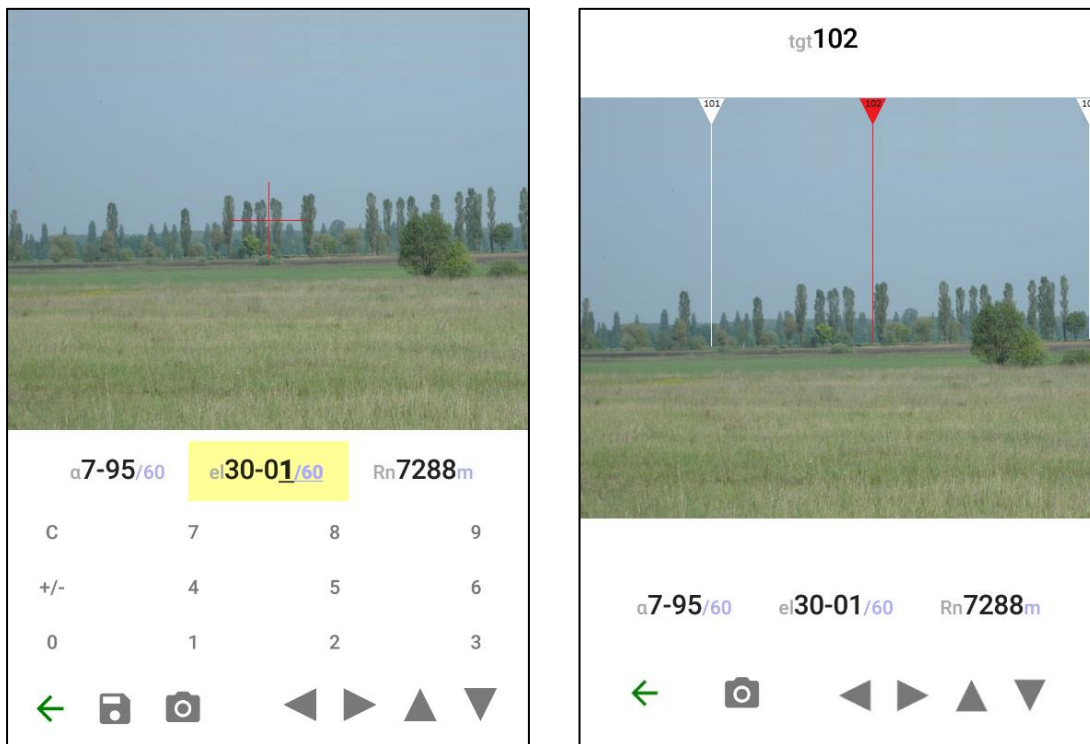 α7-95/60 el30-01/60 Rn7288m
C 7 8 9
+/- 4 5 6
0 1 2 3
tgt102
101 102
α7-95/60 el30-01/60 Rn7288m